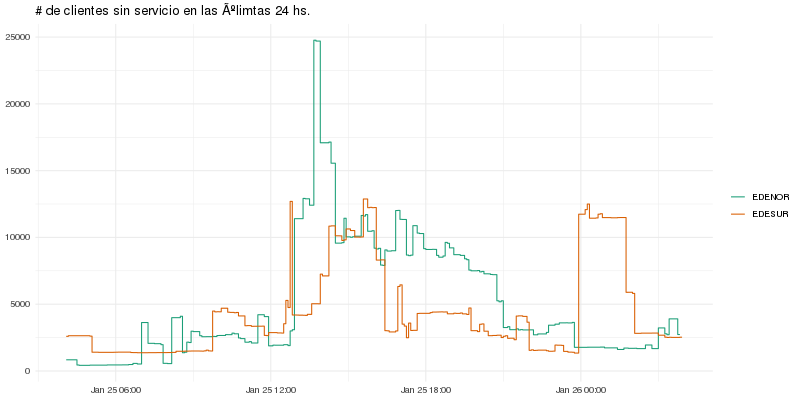 # de clientes sin servicio en las Ãºlimtas 24 hs.
25000
20000
15000
10000
5000
0
Jan 25 06:00
Jan 25 12:00
Jan 25 18:00
Jan 26 00:00
EDENOR
EDESUR